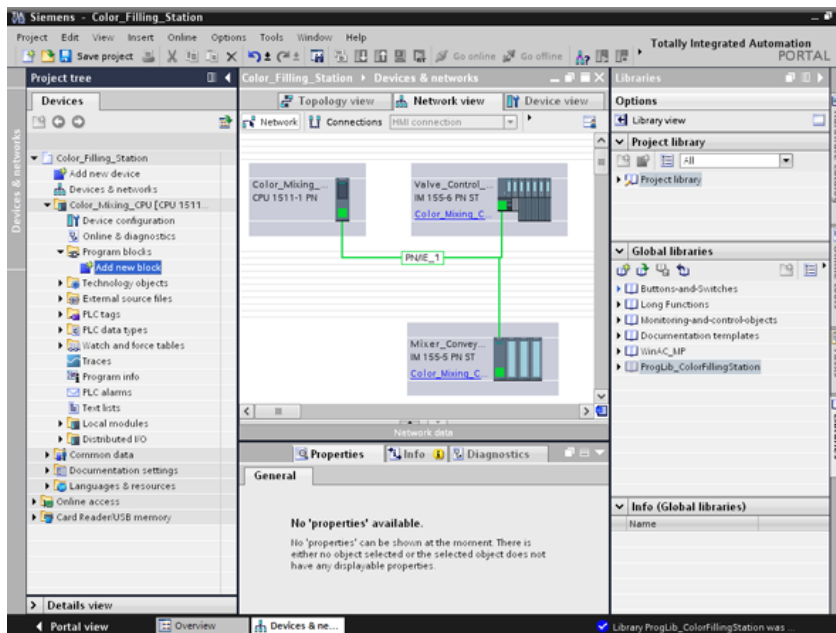 Siemens - Color_Filling_Station
Project Edit View Insert Online Options Tools Window Help
Totally Integrated Automation
PORTAL
Save project
Go online
Go offline
Project tree
Color_Filling_Station ▸ Devices & networks
Libraries
Devices
Topology view
Network view
Device view
Options
Network
Connections
HMI connection
Library view
Devices & networks
Color_Filling_Station
Add new device
Devices & networks
Color_Mixing_CPU [CPU 1511...
Device configuration
Online & diagnostics
Program blocks
Add new block
Technology objects
External source files
PLC tags
PLC data types
Watch and force tables
Traces
Program info
PLC alarms
Text lists
Local modules
Distributed I/O
Common data
Documentation settings
Languages & resources
Online access
Card Reader/USB memory
Details view
Color_Mixing_...
CPU 1511-1 PN
Valve_Control_...
IM 155-6 PN ST
Color_Mixing_C...
PN/IE_1
Mixer_Convey...
IM 155-5 PN ST
Color_Mixing_C...
Network data
Properties
Info
Diagnostics
General
No 'properties' available.
No 'properties' can be shown at the moment. There is
either no object selected or the selected object does not
have any displayable properties.
Project library
All
Project library
Global libraries
Buttons-and-Switches
Long Functions
Monitoring-and-control-objects
Documentation templates
WinAC_MP
ProgLib_ColorFillingStation
Info (Global libraries)
Name
Portal view
Overview
Devices & ne...
Library ProgLib_ColorFillingStation was ...